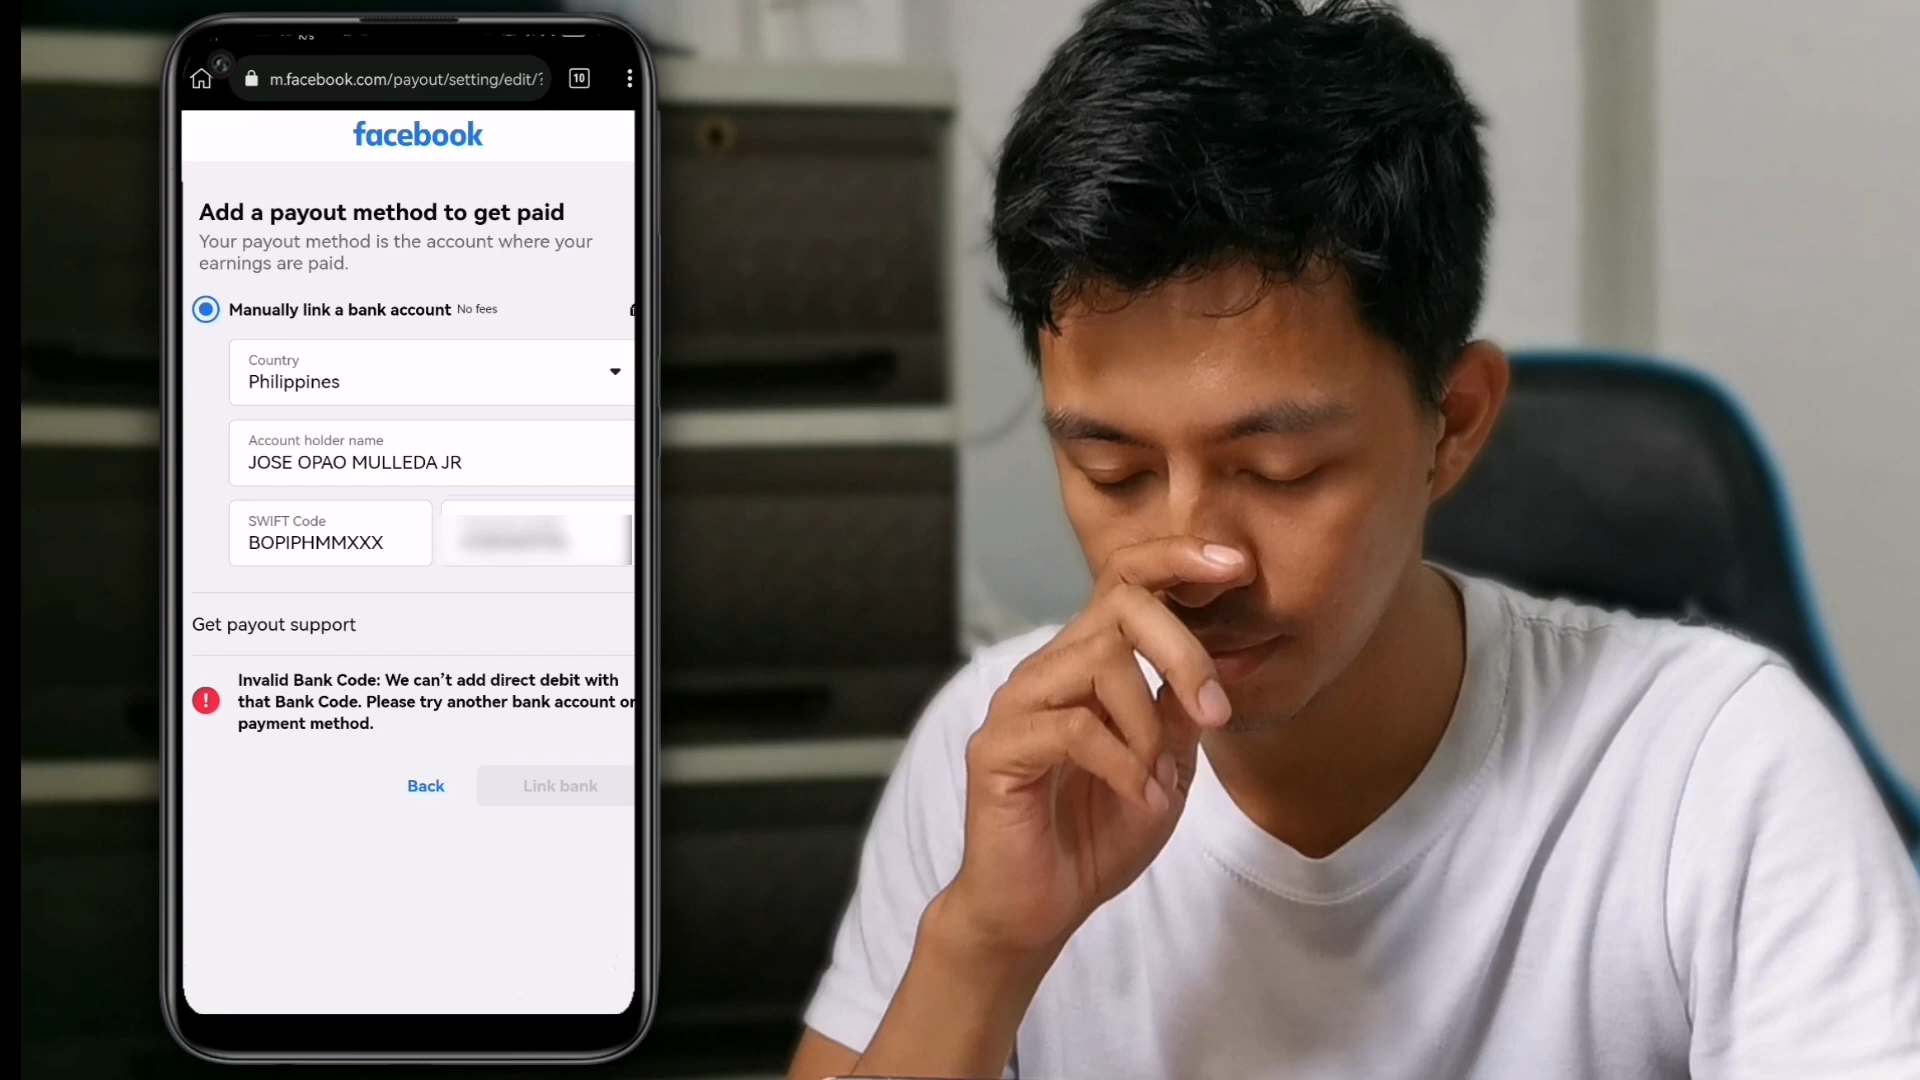 m.facebook.com/payout/setting/edit/?
10
facebook
Add a payout method to get paid
Your payout method is the account where your
earnings are paid.
Manually link a bank account No fees
Country
Philippines
Account holder name
JOSE OPAO MULLEDA JR
SWIFT Code
BOPIPHMMXXX
Get payout support
Invalid Bank Code: We can’t add direct debit with
that Bank Code. Please try another bank account or
payment method.
Back
Link bank